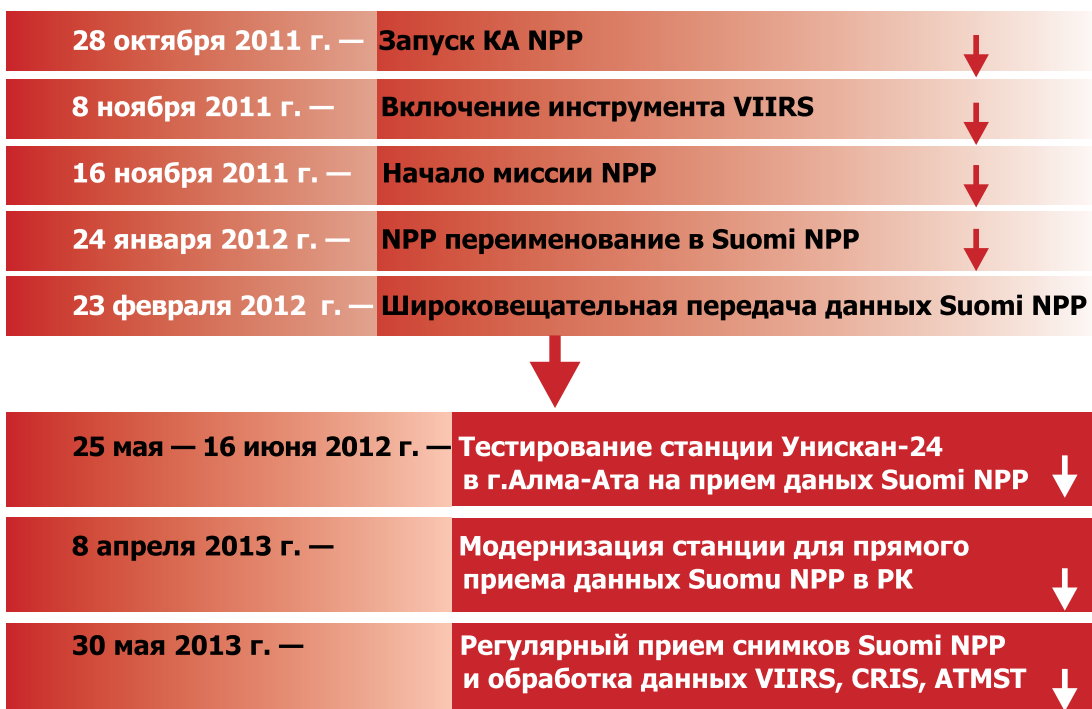 28 октября 2011 г. — Запуск КА NPP
8 ноября 2011 г. — Включение инструмента VIIRS
16 ноября 2011 г. — Начало миссии NPP
24 января 2012 г. — NPP переименование в Suomi NPP
23 февраля 2012 г. — Широковещательная передача данных Suomi NPP
25 мая — 16 июня 2012 г. — Тестирование станции Унискан-24
в г.Алма-Ата на прием даных Suomi NPP
8 апреля 2013 г. — Модернизация станции для прямого
приема данных Suomu NPP в РК
30 мая 2013 г. — Регулярный прием снимков Suomi NPP
и обработка данных VIIRS, CRIS, ATMST